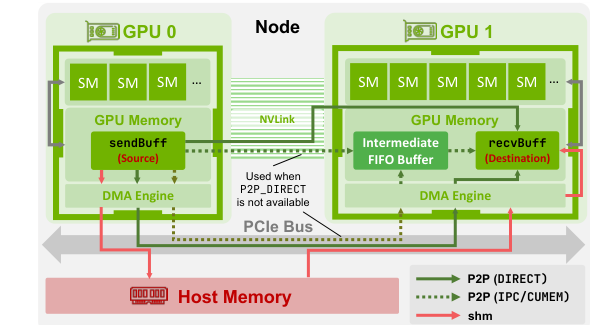 GPU 0
Node
GPU 1
SM SM SM ...
SM SM SM SM SM ...
GPU Memory
NVLink
GPU Memory
sendBuff
(Source)
Intermediate
FIFO Buffer
recvBuff
(Destination)
Used when
P2P_DIRECT
is not available
DMA Engine
DMA Engine
PCIe Bus
Host Memory
P2P (DIRECT)
P2P (IPC/CUMEM)
shm